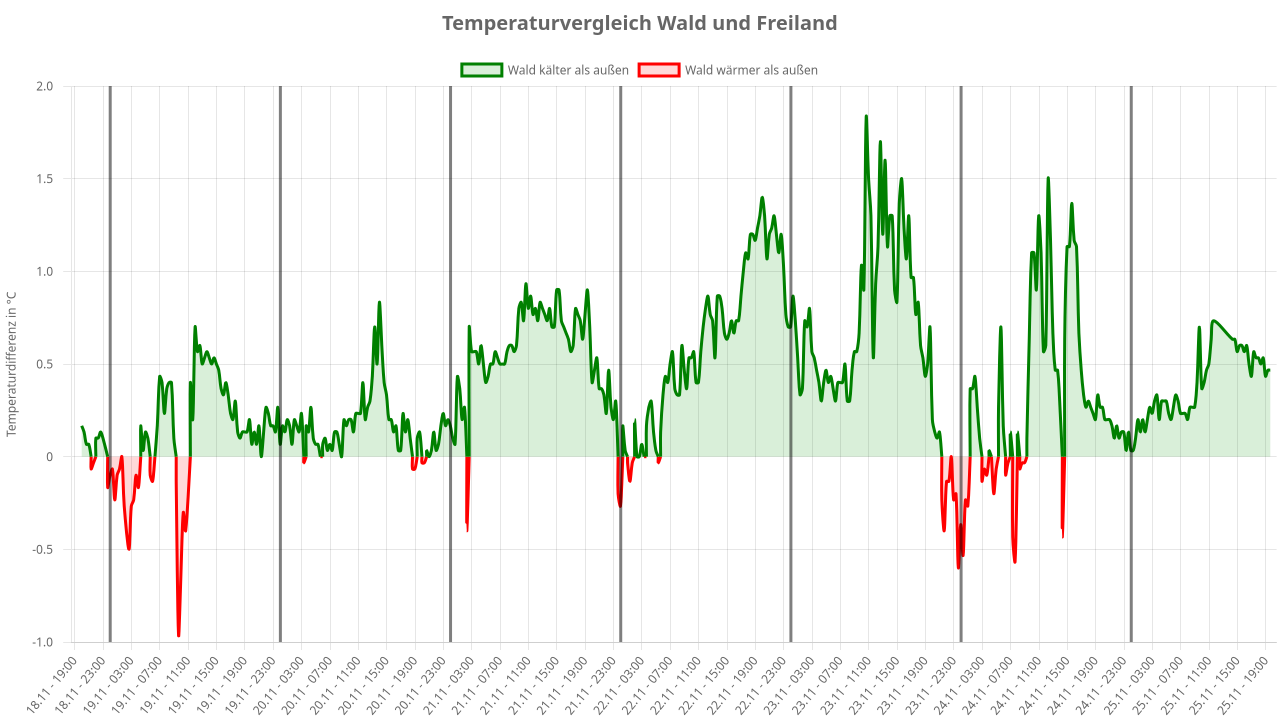 Temperaturvergleich Wald und Freiland
Wald kälter als außen
Wald wärmer als außen
Temperaturdifferenz in °C
2.0
1.5
1.0
0.5
0
-0.5
-1.0
18.11 - 19:00
18.11 - 23:00
19.11 - 03:00
19.11 - 07:00
19.11 - 11:00
19.11 - 15:00
19.11 - 19:00
19.11 - 23:00
20.11 - 03:00
20.11 - 07:00
20.11 - 11:00
20.11 - 15:00
20.11 - 19:00
20.11 - 23:00
21.11 - 03:00
21.11 - 07:00
21.11 - 11:00
21.11 - 15:00
21.11 - 19:00
21.11 - 23:00
22.11 - 03:00
22.11 - 07:00
22.11 - 11:00
22.11 - 15:00
22.11 - 19:00
22.11 - 23:00
23.11 - 03:00
23.11 - 07:00
23.11 - 11:00
23.11 - 15:00
23.11 - 19:00
23.11 - 23:00
24.11 - 03:00
24.11 - 07:00
24.11 - 11:00
24.11 - 15:00
24.11 - 19:00
24.11 - 23:00
25.11 - 03:00
25.11 - 07:00
25.11 - 11:00
25.11 - 15:00
25.11 - 19:00